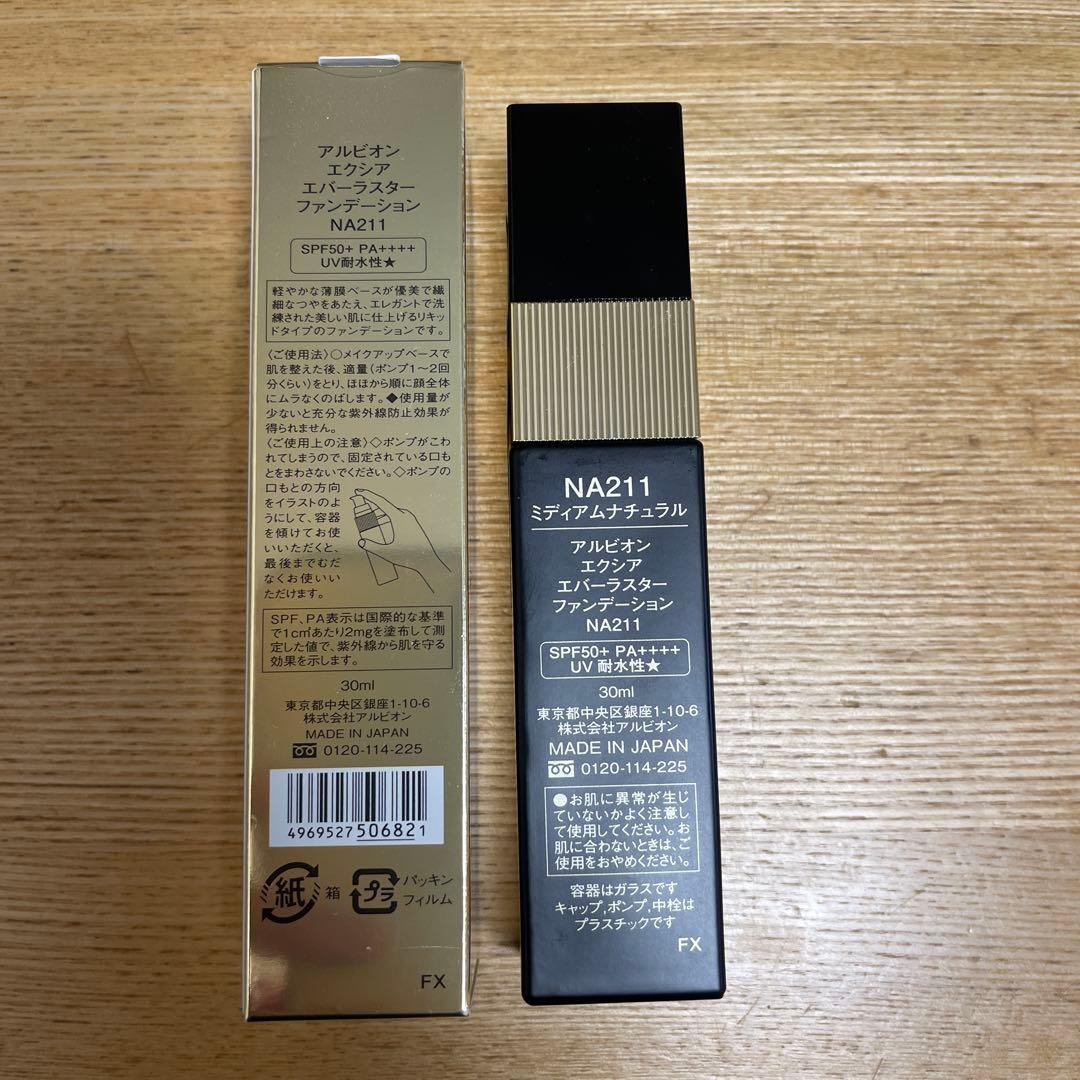 アルビオン
エクシア
エバーラスター
ファンデーション
NA211
SPF50+ PA++++
UV耐水性★
軽やかな薄膜ベースが優美で繊
細なつやをあたえ、エレガントで洗
練された美しい肌に仕上げるリキッ
ドタイプのファンデーションです。
〈ご使用法〉○メイクアップベースで
肌を整えた後、適量（ポンプ1〜2回
分くらい）をとり、ほほから順に顔全体
にムラなくのばします。◆使用量が
少ないと充分な紫外線防止効果が
得られません。
〈ご使用上の注意〉◇ポンプがこわ
れてしまうので、固定されている口も
とをまわさないでください。◇ポンプの
口もとの方向
をイラストのよ
うにして、容器
を傾けてお使
いいただくと、
最後までむだ
なくお使いい
ただけます。
SPF、PA表示は国際的な基準
で1c㎡あたり2mgを塗布して測
定した値で、紫外線から肌を守る
効果を示します。
30ml
東京都中央区銀座1-10-6
株式会社アルビオン
MADE IN JAPAN
0120-114-225
4969527506821
紙 箱 プラ パッキン
フィルム
FX
NA211
ミディアムナチュラル
アルビオン
エクシア
エバーラスター
ファンデーション
NA211
SPF50+ PA++++
UV 耐水性★
30ml
東京都中央区銀座1-10-6
株式会社アルビオン
MADE IN JAPAN
0120-114-225
●お肌に異常が生じ
ていないかよく注意し
て使用してください。お
肌に合わないときは、ご
使用をおやめください。
容器はガラスです
キャップ,ポンプ,中栓は
プラスチックです
FX